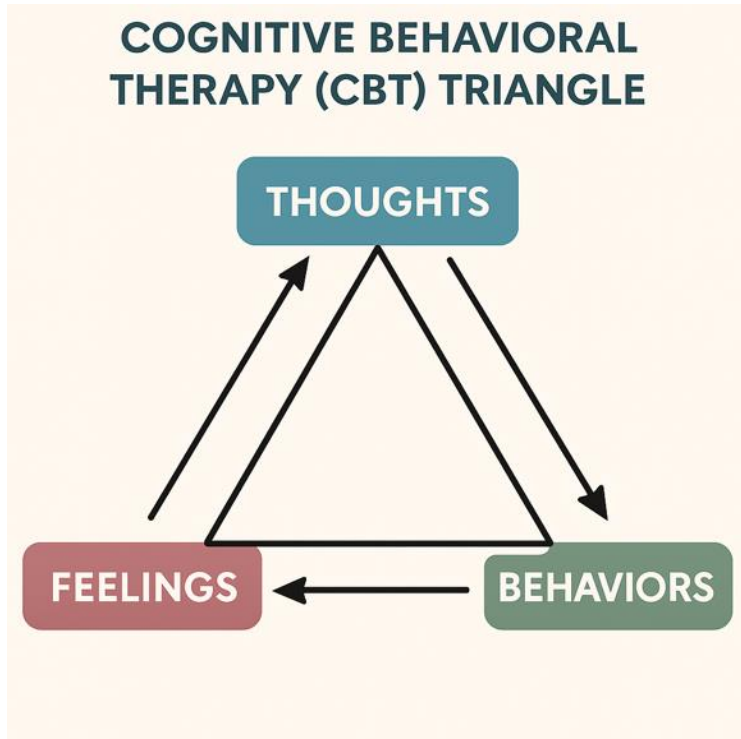 COGNITIVE BEHAVIORAL
THERAPY (CBT) TRIANGLE
THOUGHTS
FEELINGS
BEHAVIORS